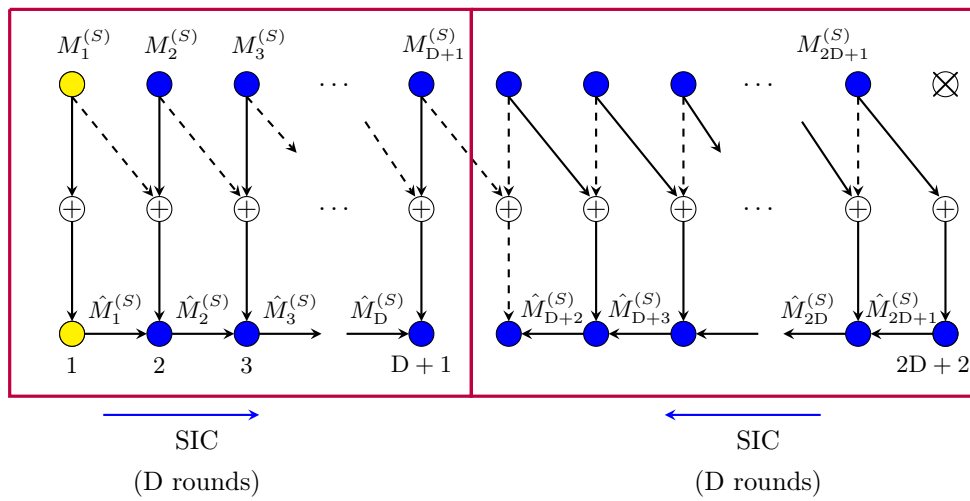 M_1^{(S)} M_2^{(S)} M_3^{(S)} M_{D+1}^{(S)} M_{2D+1}^{(S)}
··· ···
+ + + ··· + + + + ··· + +
\hat{M}_1^{(S)} \hat{M}_2^{(S)} \hat{M}_3^{(S)} \hat{M}_D^{(S)} \hat{M}_{D+2}^{(S)} \hat{M}_{D+3}^{(S)} \hat{M}_{2D}^{(S)} \hat{M}_{2D+1}^{(S)}
1 2 3 D + 1 2D + 2
SIC SIC
(D rounds) (D rounds)